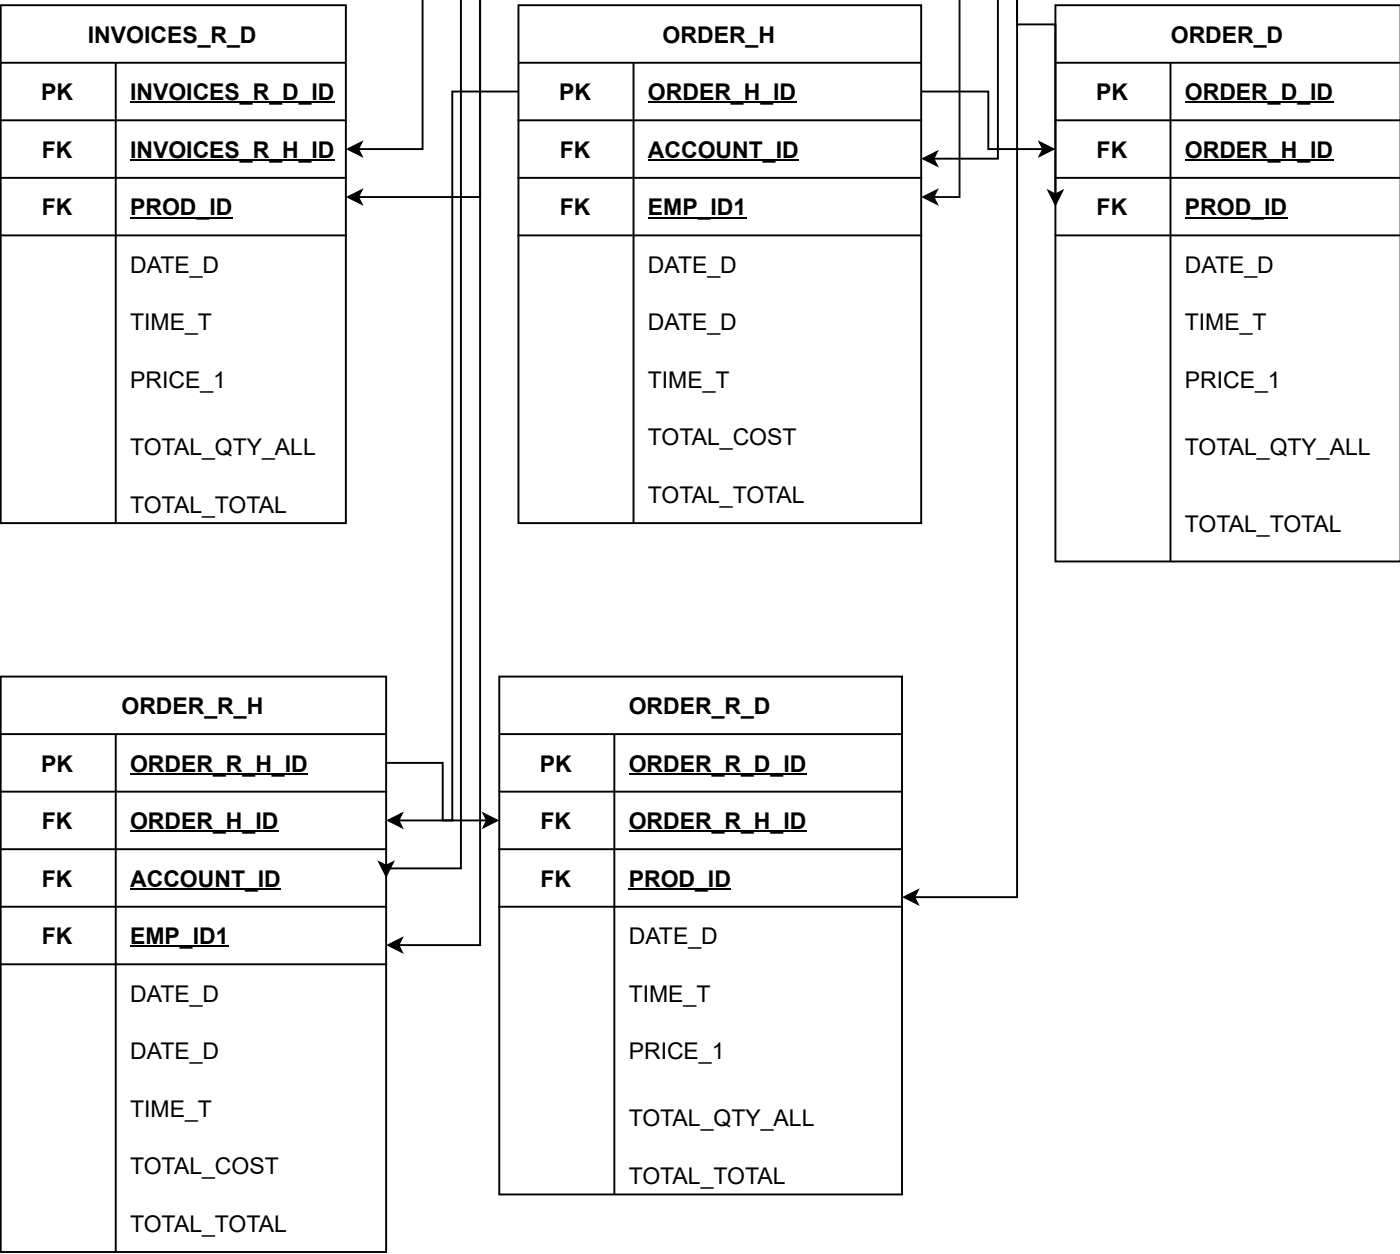 INVOICES_R_D
PK INVOICES_R_D_ID
FK INVOICES_R_H_ID
FK PROD_ID
DATE_D
TIME_T
PRICE_1
TOTAL_QTY_ALL
TOTAL_TOTAL
ORDER_H
PK ORDER_H_ID
FK ACCOUNT_ID
FK EMP_ID1
DATE_D
DATE_D
TIME_T
TOTAL_COST
TOTAL_TOTAL
ORDER_D
PK ORDER_D_ID
FK ORDER_H_ID
FK PROD_ID
DATE_D
TIME_T
PRICE_1
TOTAL_QTY_ALL
TOTAL_TOTAL
ORDER_R_H
PK ORDER_R_H_ID
FK ORDER_H_ID
FK ACCOUNT_ID
FK EMP_ID1
DATE_D
DATE_D
TIME_T
TOTAL_COST
TOTAL_TOTAL
ORDER_R_D
PK ORDER_R_D_ID
FK ORDER_R_H_ID
FK PROD_ID
DATE_D
TIME_T
PRICE_1
TOTAL_QTY_ALL
TOTAL_TOTAL